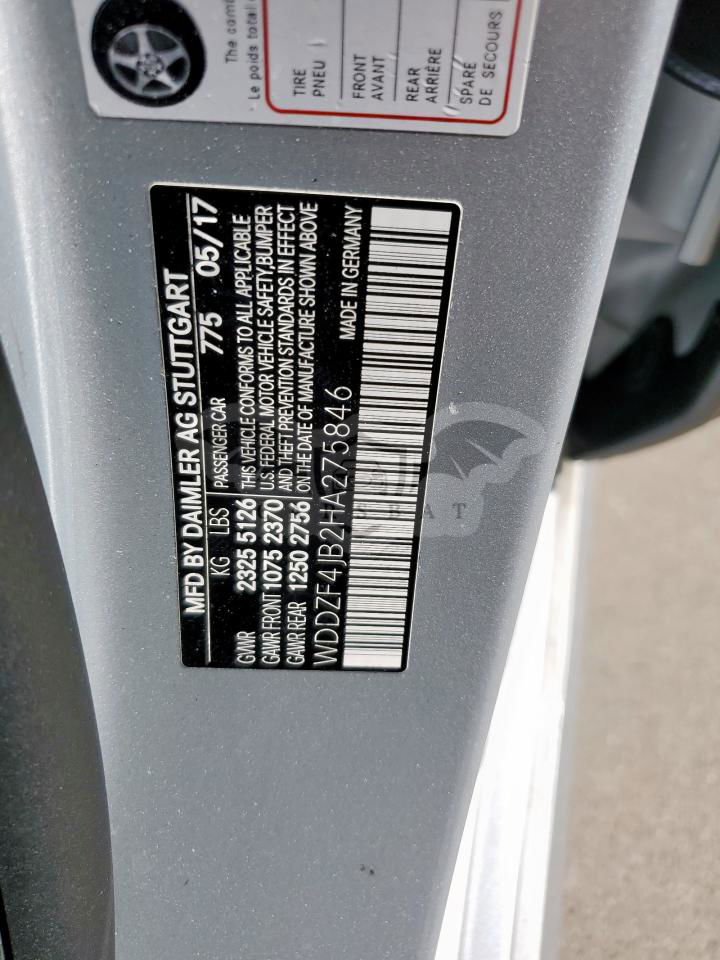 The
Le poids total
TIRE
PNEU
FRONT
AVANT
REAR
ARRIÈRE
SPARE
DE SECOURS
MFD BY DAIMLER AG STUTTGART
KG LBS PASSENGER CAR 775 05/17
GVWR 2325 5126 THIS VEHICLE CONFORMS TO ALL APPLICABLE
GAWR FRONT 1075 2370 U.S. FEDERAL MOTOR VEHICLE SAFETY,BUMPER
GAWR REAR 1250 2756 AND THEFT PREVENTION STANDARDS IN EFFECT
ON THE DATE OF MANUFACTURE SHOWN ABOVE
WDDZF4JB2HA275846 MADE IN GERMANY